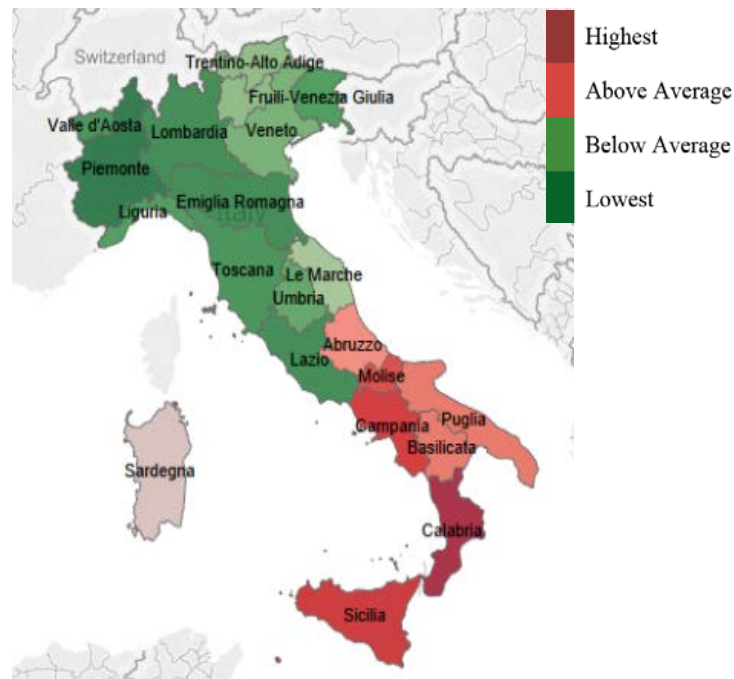 Switzerland
Trentino-Alto Adige
Fruili-Venezia Giulia
Valle d'Aosta
Lombardia
Veneto
Piemonte
Liguria
Emiglia Romagna
Italy
Toscana
Le Marche
Umbria
Lazio
Abruzzo
Molise
Campania
Puglia
Basilicata
Sardegna
Calabria
Sicilia
Highest
Above Average
Below Average
Lowest